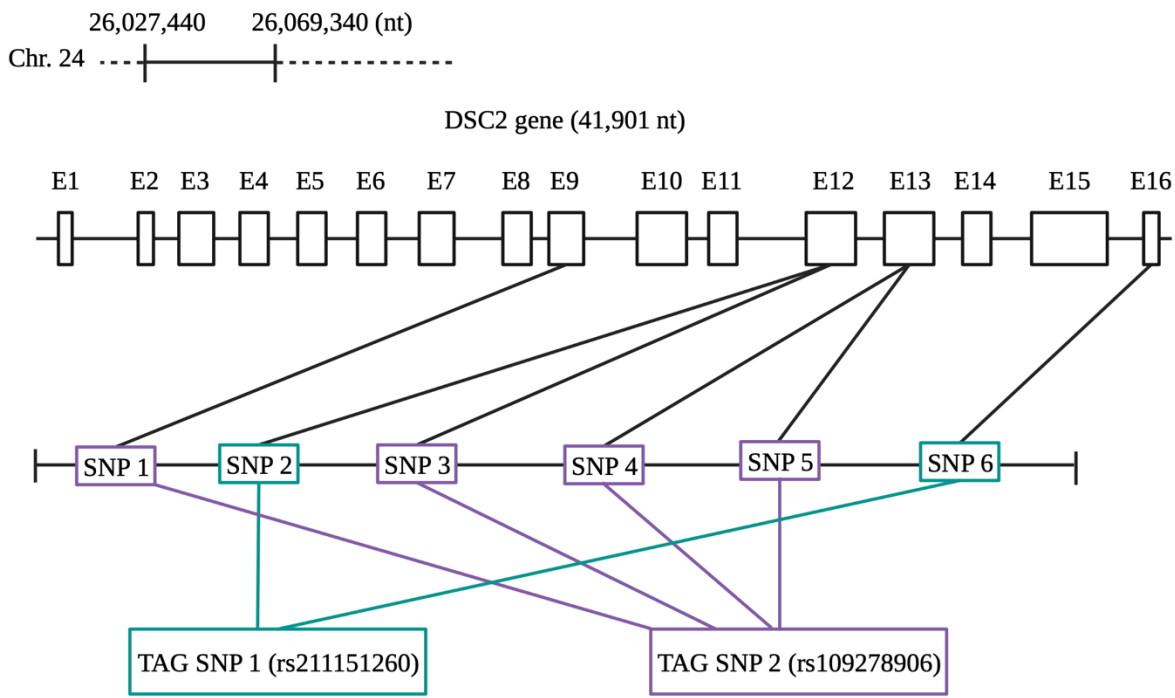 26,027,440 26,069,340 (nt)
Chr. 24
DSC2 gene (41,901 nt)
E1 E2 E3 E4 E5 E6 E7 E8 E9 E10 E11 E12 E13 E14 E15 E16
SNP 1 SNP 2 SNP 3 SNP 4 SNP 5 SNP 6
TAG SNP 1 (rs211151260) TAG SNP 2 (rs109278906)